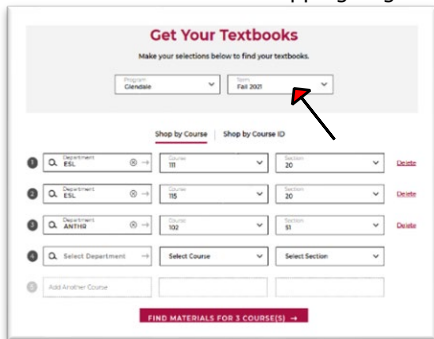 Get Your Textbooks
Make your selections below to find your textbooks.
Program Term
Glendale Fall 2021
Shop by Course Shop by Course ID
1 Department ESL Course 111 Section 20 Delete
2 Department ESL Course 115 Section 20 Delete
3 Department ANTHB Course 102 Section 51 Delete
4 Select Department Select Course Select Section
5 Add Another Course
FIND MATERIALS FOR 3 COURSE(S) →